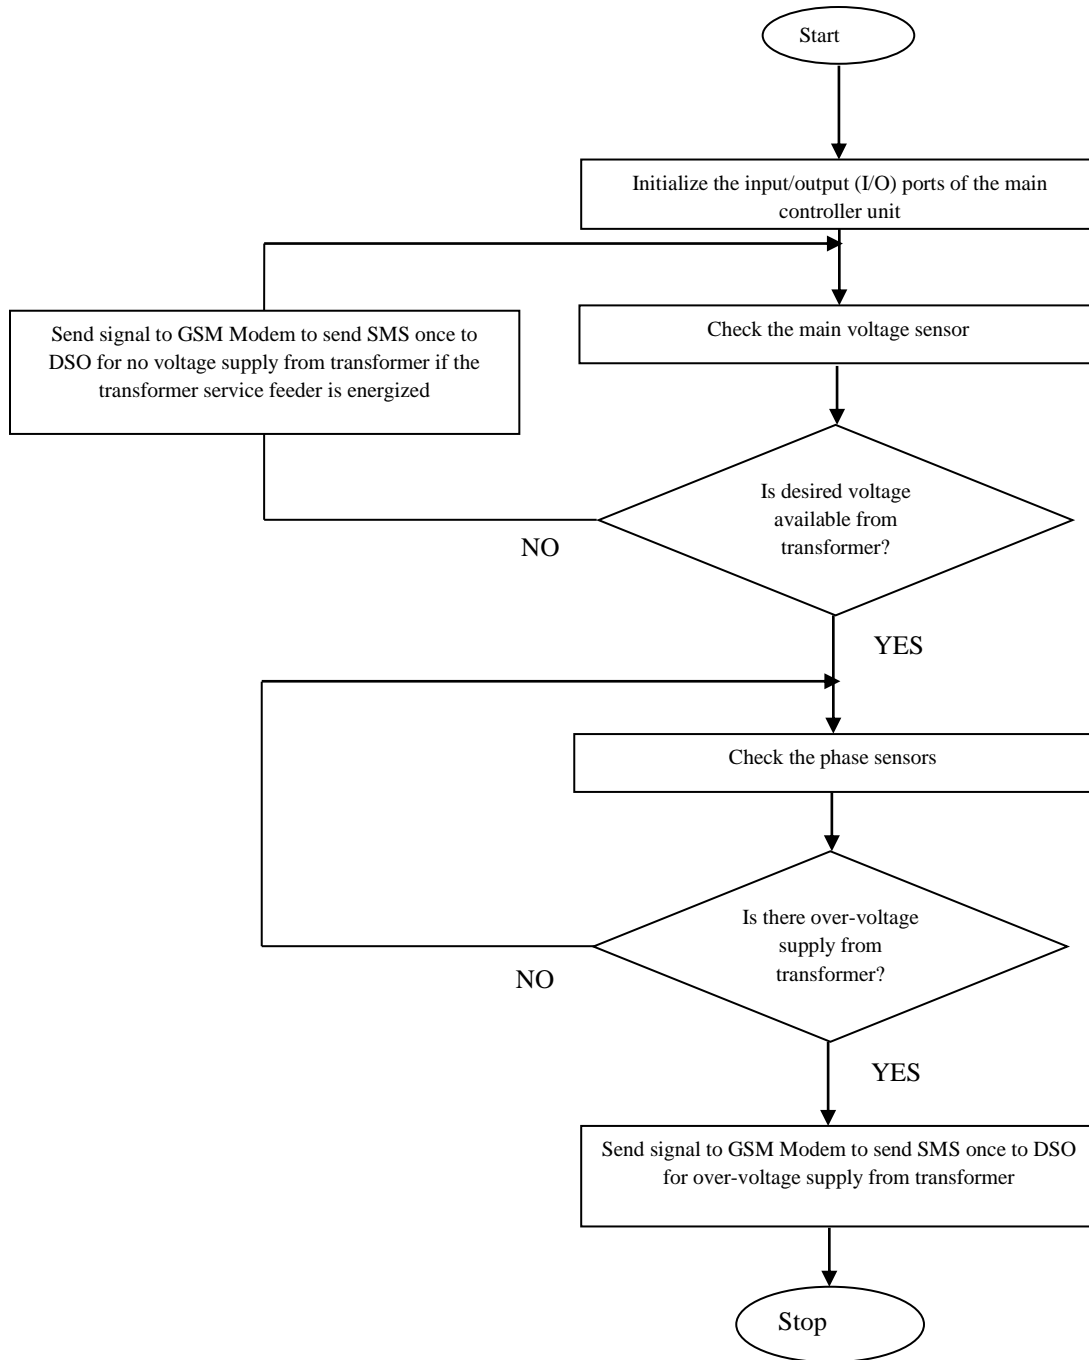 Start
Initialize the input/output (I/O) ports of the main
controller unit
Send signal to GSM Modem to send SMS once to
DSO for no voltage supply from transformer if the
transformer service feeder is energized
Check the main voltage sensor
Is desired voltage
available from
transformer?
NO
YES
Check the phase sensors
Is there over-voltage
supply from
transformer?
NO
YES
Send signal to GSM Modem to send SMS once to DSO
for over-voltage supply from transformer
Stop